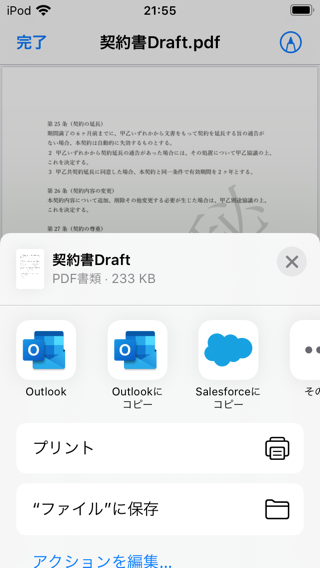 iPod 21:55
完了 契約書Draft.pdf
第 25 条（契約の延長）
期間満了の 6 ヶ月前までに、甲乙いずれかから文書をもって契約を延長する旨の通告が
ない場合、本契約は自動的に失効するものとする。
２ 甲乙いずれかから契約延長の通告があった場合には、その処置について甲乙協議の上、
これを決定する。
３ 甲乙共契約延長に同意した場合、本契約と同一条件で有効期間を２ヶ年とする。
第 26 条（契約内容の変更）
本契約内容について追加、削除その他変更する必要が生じた場合は、甲乙別途協議の上、
これを決定する。
第 27 条（契約の尊重）
秘
契約書Draft
PDF書類・233 KB
Outlook
Outlookに
コピー
Salesforceに
コピー
その
プリント
"ファイル"に保存
アクションを編集...